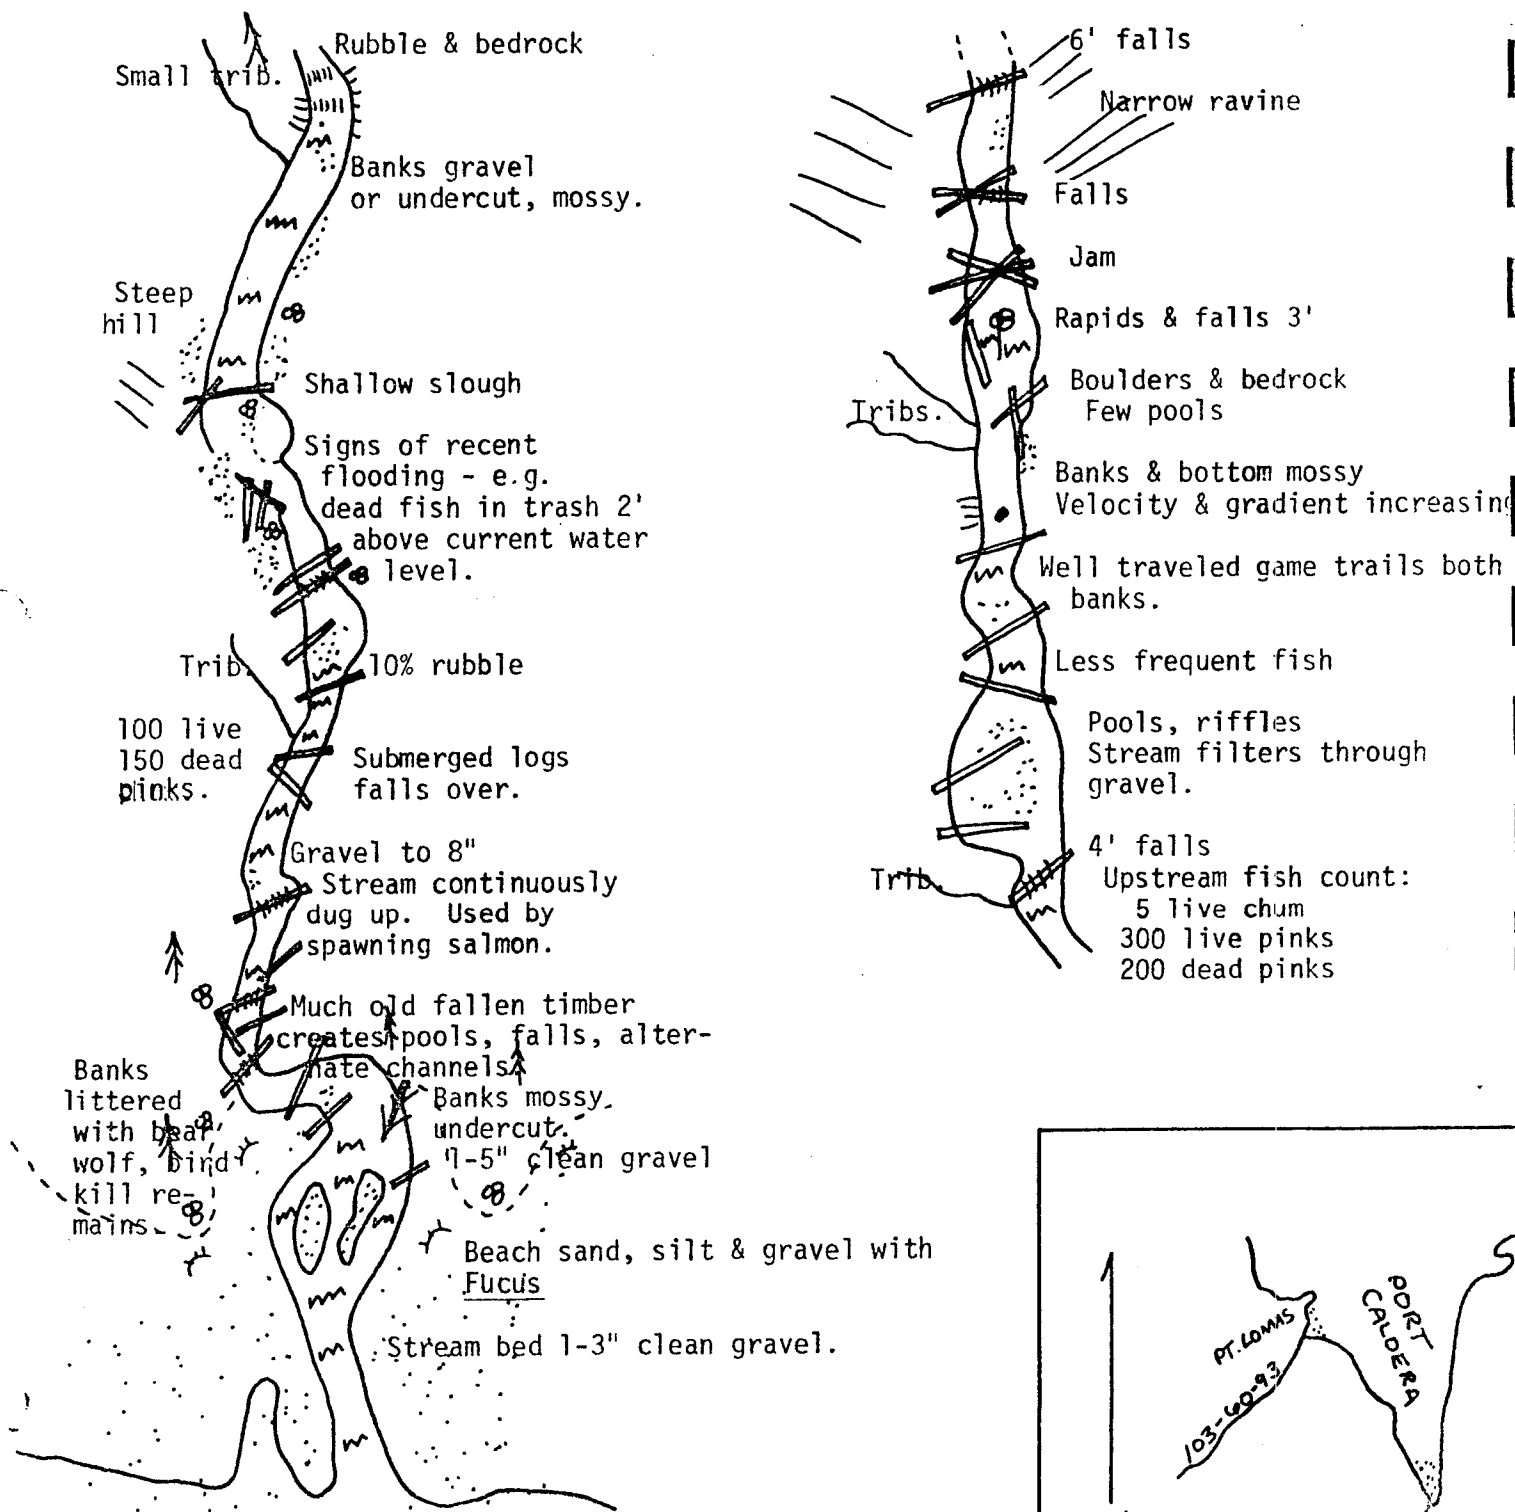 Rubble & bedrock
Small trib.
Banks gravel
or undercut, mossy.
Steep
hill
Shallow slough
Signs of recent
flooding - e.g.
dead fish in trash 2'
above current water
level.
Trib.
10% rubble
100 live
150 dead
pinks.
Submerged logs
falls over.
Gravel to 8"
Stream continuously
dug up. Used by
spawning salmon.
Much old fallen timber
creates pools, falls, alter-
nate channels
Banks
littered
with bear
wolf, bird
kill re-
mains.
Banks mossy
undercut.
1-5" clean gravel
Beach sand, silt & gravel with
Fucus
Stream bed 1-3" clean gravel.
6' falls
Narrow ravine
Falls
Jam
Rapids & falls 3'
Boulders & bedrock
Few pools
Tribs.
Banks & bottom mossy
Velocity & gradient increasing
Well traveled game trails both
banks.
Less frequent fish
Pools, riffles
Stream filters through
gravel.
4' falls
Trib.
Upstream fish count:
5 live chum
300 live pinks
200 dead pinks
PORT
CALDERA
PT. LOMAS
103-60-93